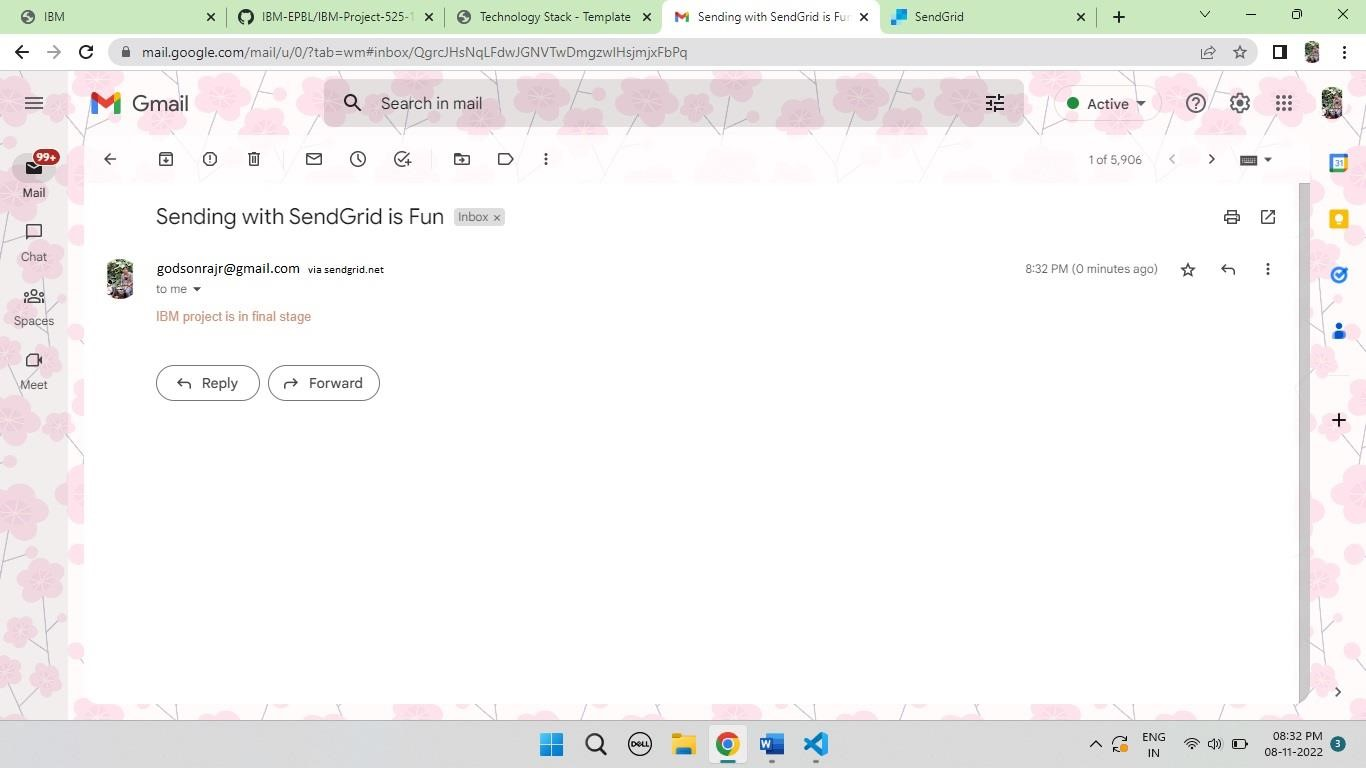 IBM
IBM-EPBL/IBM-Project-525-1
Technology Stack - Template
Sending with SendGrid is Fun
SendGrid
mail.google.com/mail/u/0/?tab=wm#inbox/QgrcJHsNqLFdwJGNVTwDmgzwlHsjmjxFbPq
Gmail
Search in mail
Active
99+
Mail
1 of 5,906
31
Sending with SendGrid is Fun
Inbox ×
Chat
godsonrajr@gmail.com via sendgrid.net
8:32 PM (0 minutes ago)
to me
Spaces
IBM project is in final stage
Meet
Reply
Forward
DELL
ENG
IN
08:32 PM
08-11-2022
3